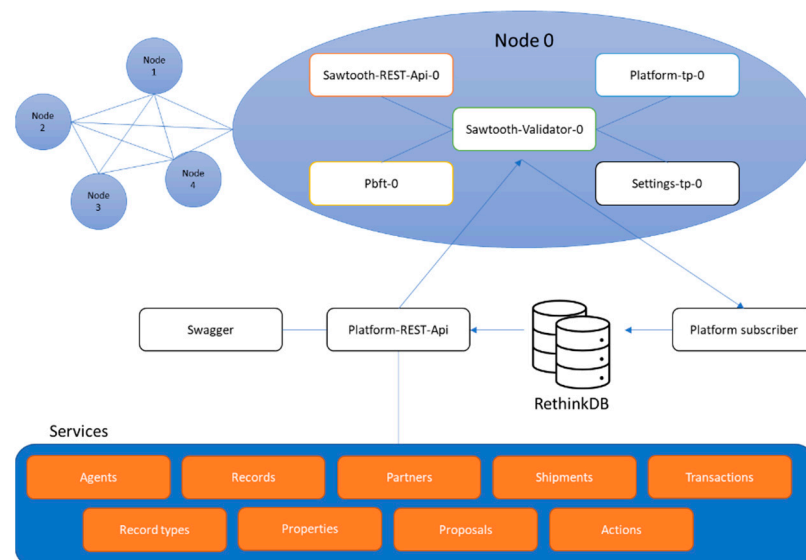 Node 0
Node
1
Node
2
Node
3
Node
4
Sawtooth-REST-Api-0
Platform-tp-0
Sawtooth-Validator-0
Pbft-0
Settings-tp-0
Swagger
Platform-REST-Api
Platform subscriber
RethinkDB
Services
Agents
Records
Partners
Shipments
Transactions
Record types
Properties
Proposals
Actions